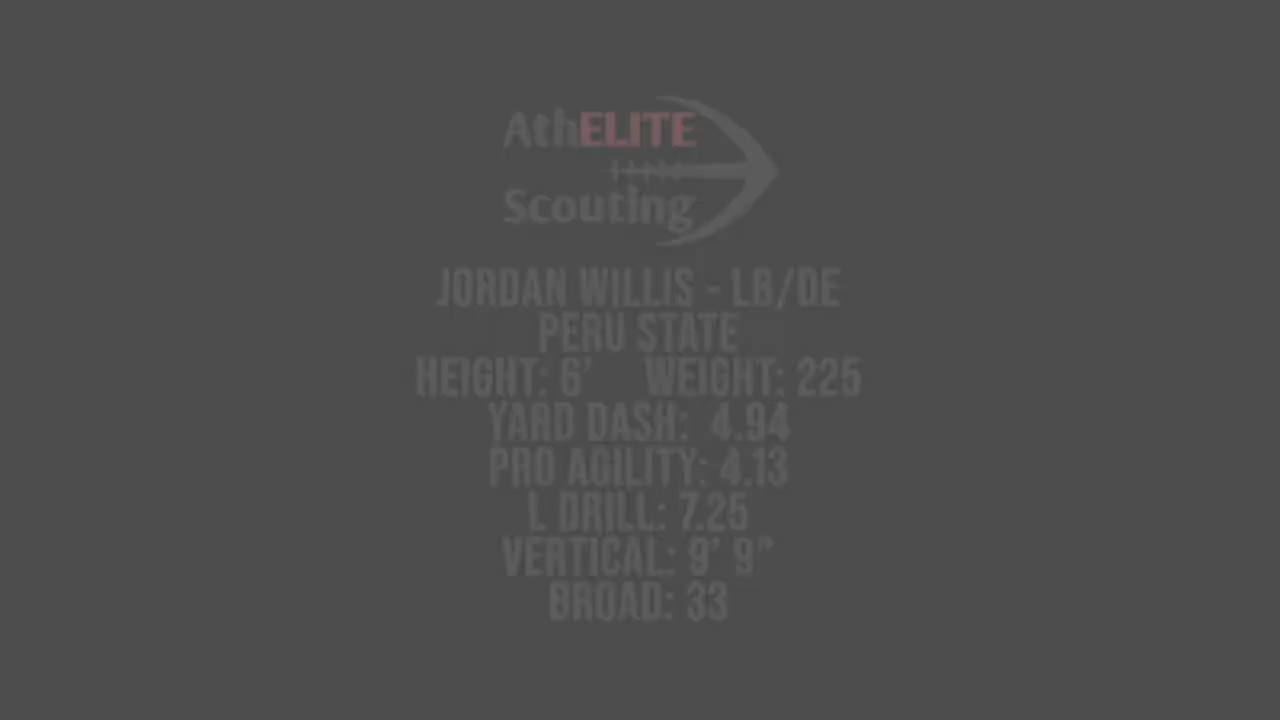 AthELITE
Scouting
JORDAN WILLIS - LB/DE
PERU STATE
HEIGHT: 6' WEIGHT: 225
YARD DASH: 4.94
PRO AGILITY: 4.13
L DRILL: 7.25
VERTICAL: 9' 9"
BROAD: 33